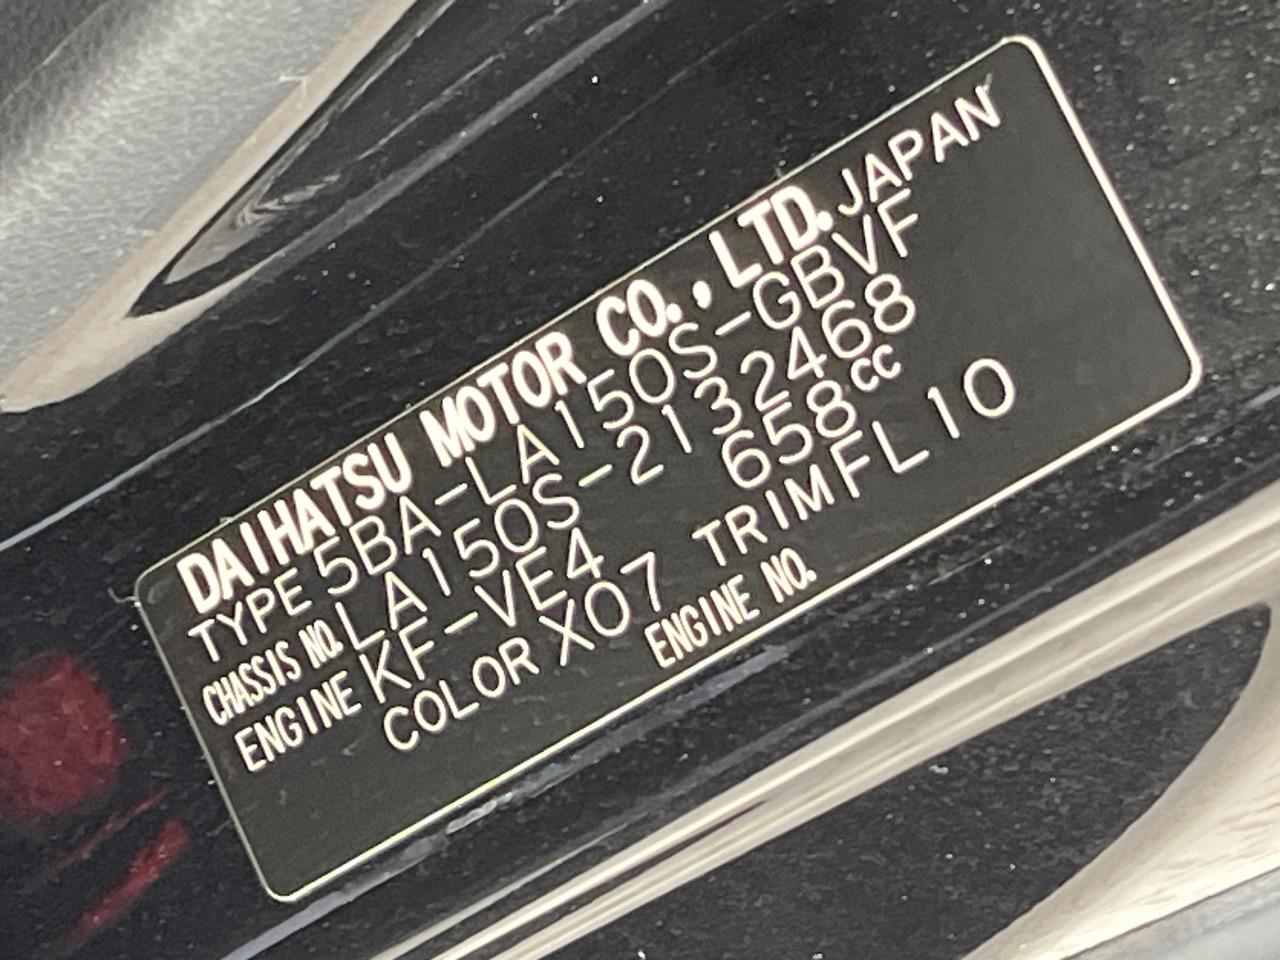 DAIHATSU MOTOR CO., LTD. JAPAN
TYPE 5BA-LA150S-GBVF
CHASSIS NO. LA150S-2132468
ENGINE KF-VE4 658cc
COLOR X07 TRIM FL10
ENGINE NO.